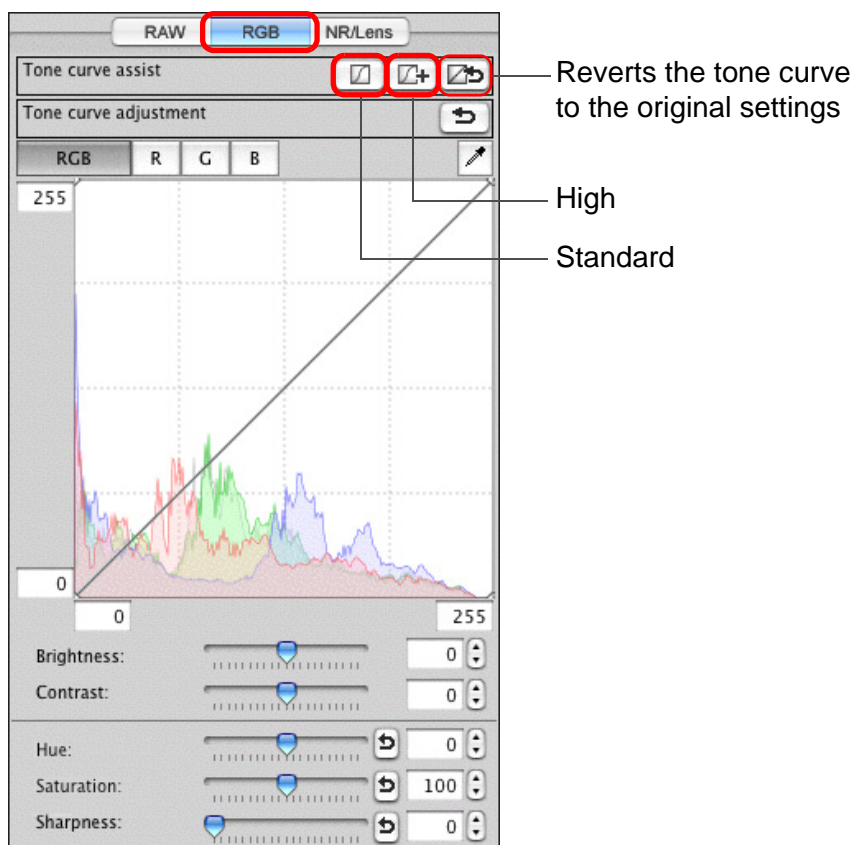 RAW RGB NR/Lens
Tone curve assist
Reverts the tone curve
to the original settings
Tone curve adjustment
RGB R G B
High
Standard
255
0
0 255
Brightness: 0
Contrast: 0
Hue: 0
Saturation: 100
Sharpness: 0